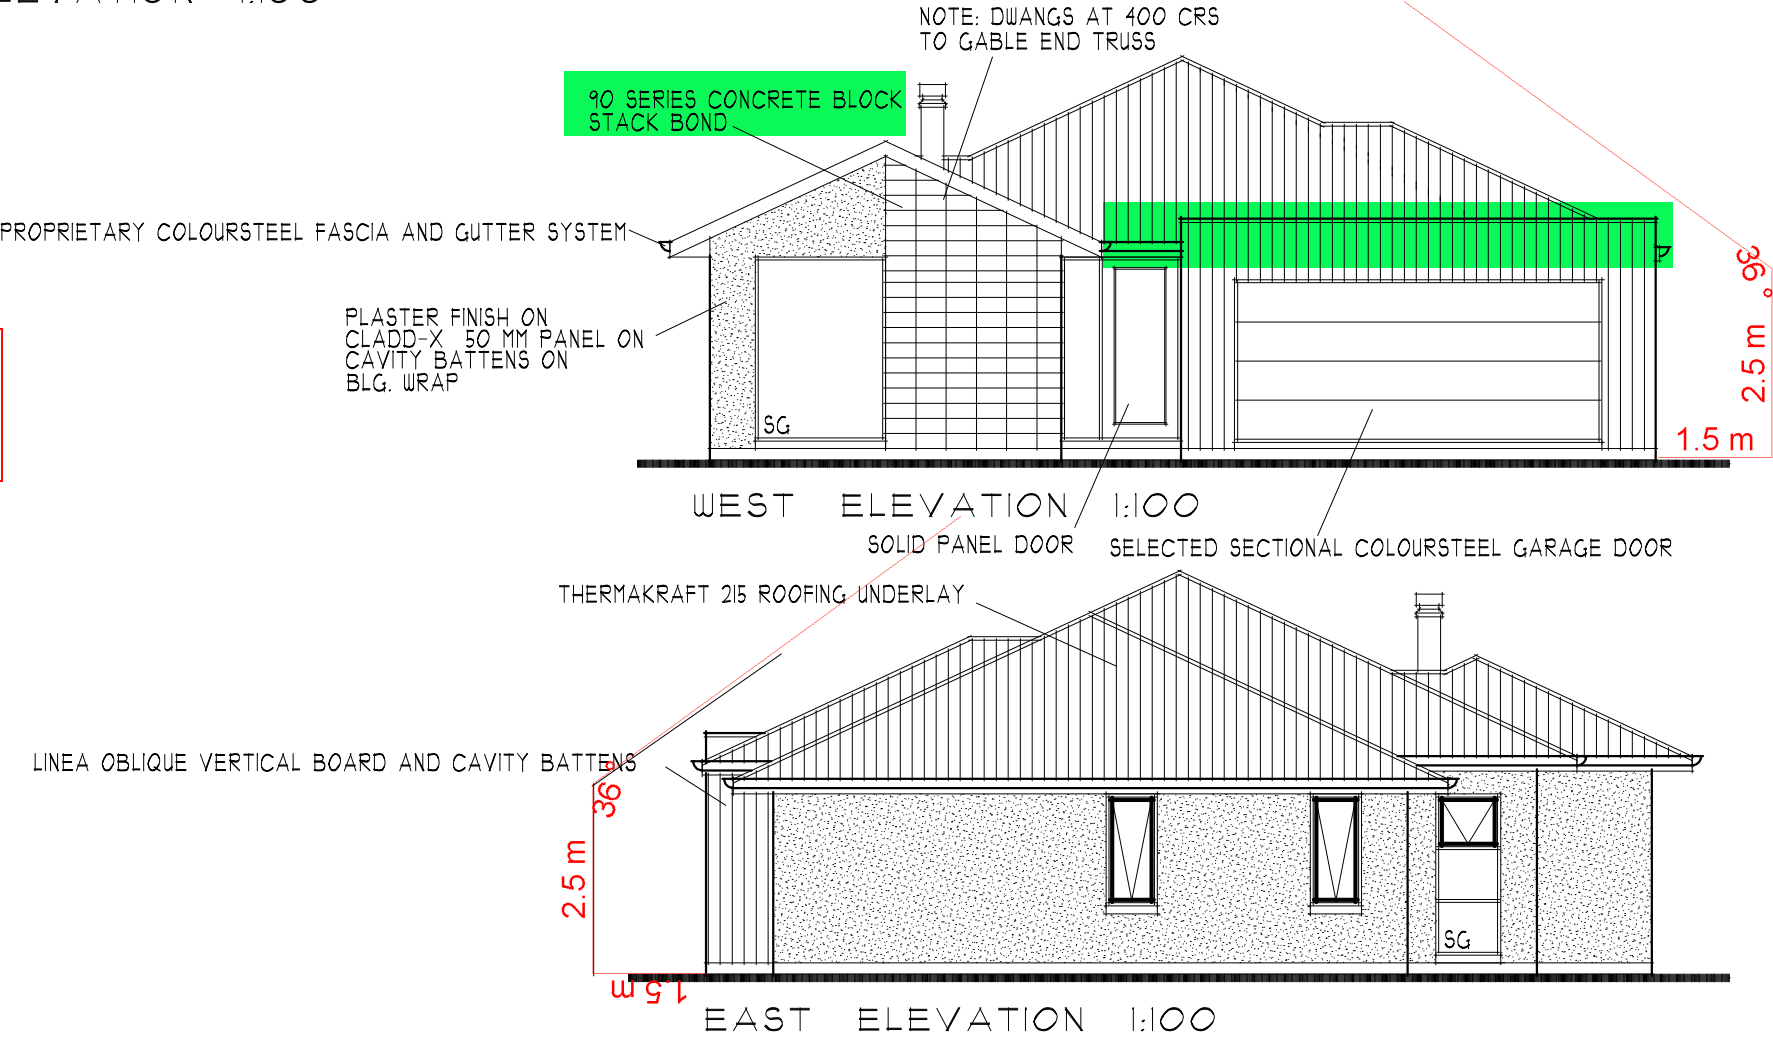 ELEVATION 1:100
NOTE: DWANGS AT 400 CRS
TO GABLE END TRUSS
90 SERIES CONCRETE BLOCK
STACK BOND
PROPRIETARY COLOURSTEEL FASCIA AND GUTTER SYSTEM
PLASTER FINISH ON
CLADD-X 50 MM PANEL ON
CAVITY BATTENS ON
BLG. WRAP
SG
36°
2.5 m
1.5 m
WEST ELEVATION 1:100
SOLID PANEL DOOR
SELECTED SECTIONAL COLOURSTEEL GARAGE DOOR
THERMAKRAFT 215 ROOFING UNDERLAY
LINEA OBLIQUE VERTICAL BOARD AND CAVITY BATTENS
36°
2.5 m
SG
1.5 m
EAST ELEVATION 1:100